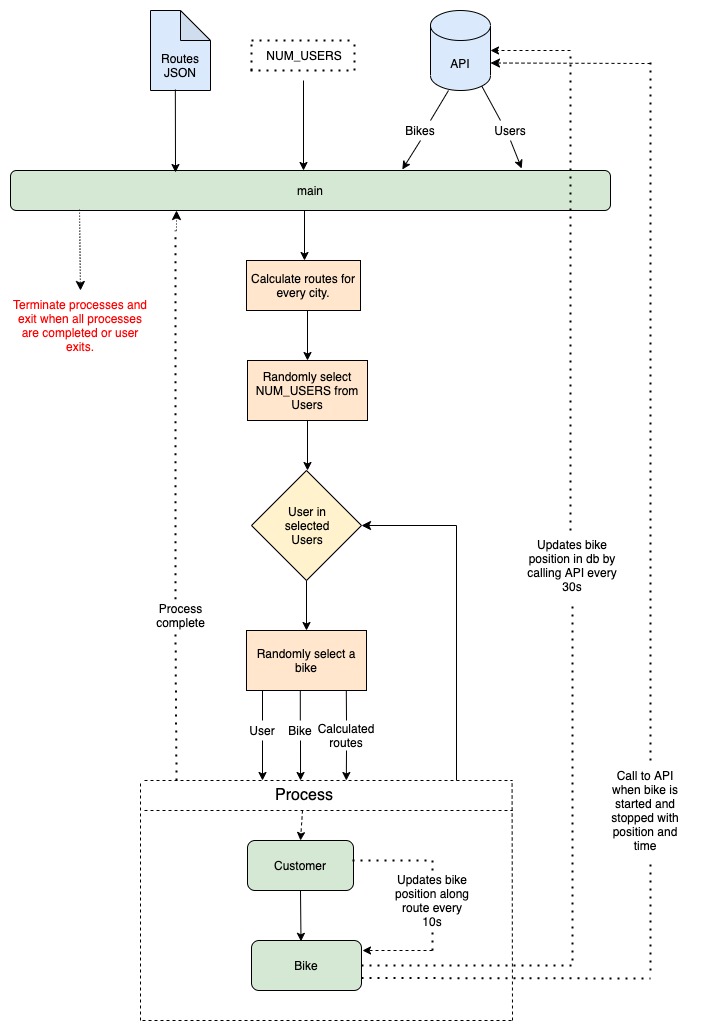 Routes
JSON
NUM_USERS
API
Bikes
Users
main
Calculate routes for
every city.
Terminate processes and
exit when all processes
are completed or user
exits.
Randomly select
NUM_USERS from
Users
User in
selected
Users
Updates bike
position in db by
calling API every
30s
Process
complete
Randomly select a
bike
User
Bike
Calculated
routes
Call to API
when bike is
started and
stopped with
position and
time
Process
Customer
Updates bike
position along
route every
10s
Bike